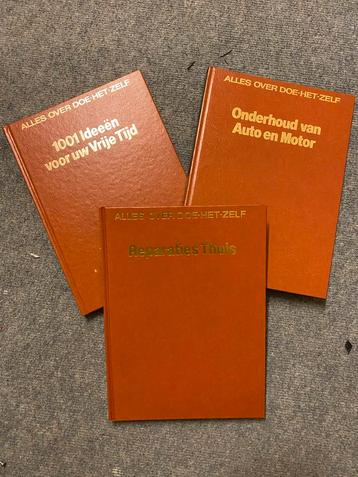 ALLES OVER DOE-HET-ZELF
1001 Ideeën
voor uw Vrije Tijd
ALLES OVER DOE-HET-ZELF
Onderhoud van
Auto en Motor
ALLES OVER DOE-HET-ZELF
Reparaties Thuis